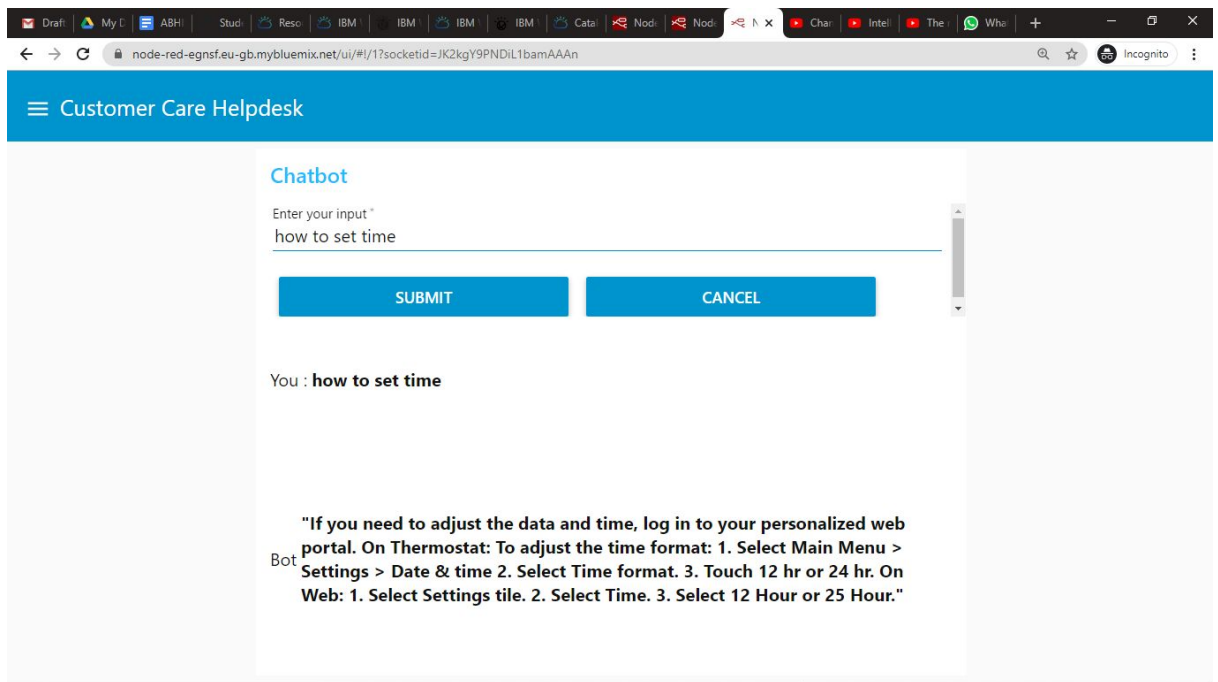 Draft My D ABHI Stud Reso IBM IBM IBM IBM Catal Node Node N Chan Intell The Wha
node-red-egnsf.eu-gb.mybluemix.net/ui/#!/1?socketid=JK2kgY9PNDiL1bamAAAn Incognito
Customer Care Helpdesk
Chatbot
Enter your input *
how to set time
SUBMIT CANCEL
You : how to set time
"If you need to adjust the data and time, log in to your personalized web
portal. On Thermostat: To adjust the time format: 1. Select Main Menu >
Bot
Settings > Date & time 2. Select Time format. 3. Touch 12 hr or 24 hr. On
Web: 1. Select Settings tile. 2. Select Time. 3. Select 12 Hour or 25 Hour."